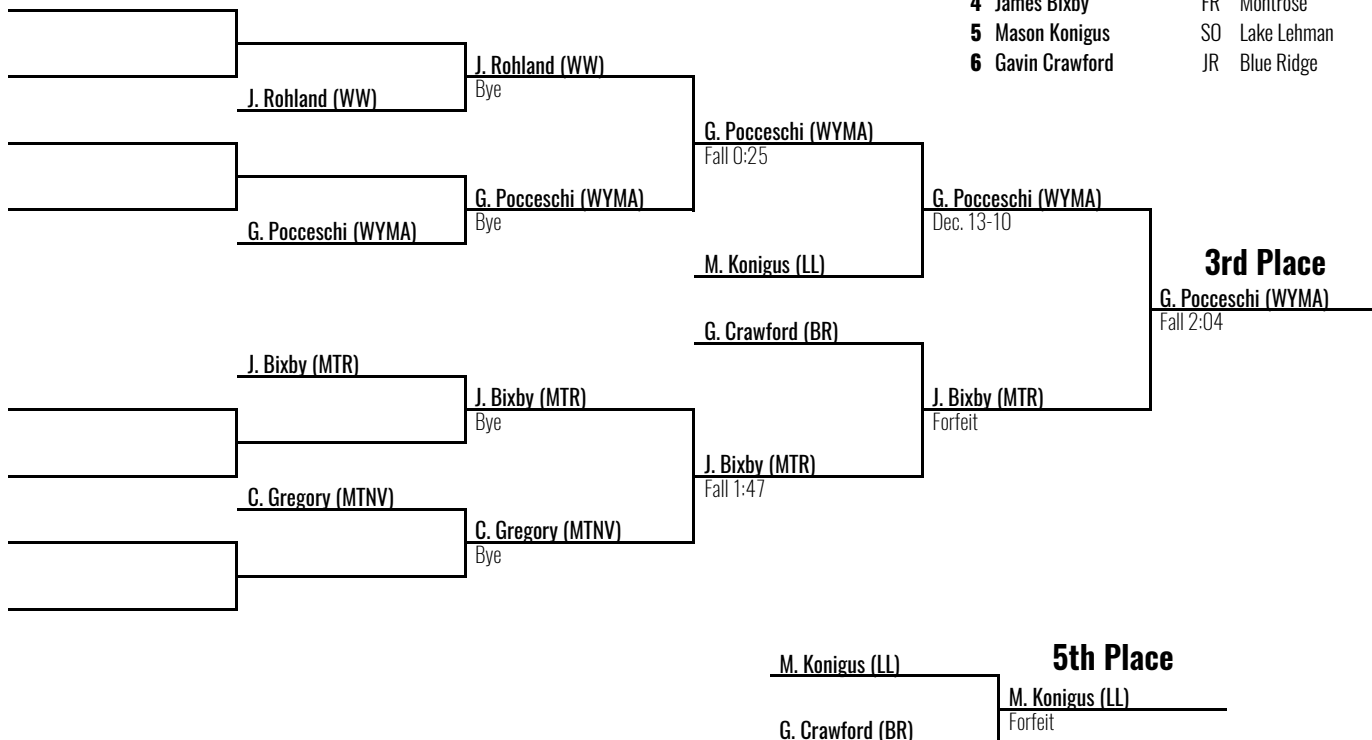 4 James Bixby FR Montrose
5 Mason Konigus SO Lake Lehman
6 Gavin Crawford JR Blue Ridge
J. Rohland (WW)
J. Rohland (WW)
Bye
G. Pocceschi (WYMA)
Fall 0:25
G. Pocceschi (WYMA)
Bye
G. Pocceschi (WYMA)
G. Pocceschi (WYMA)
Dec. 13-10
M. Konigus (LL)
3rd Place
G. Pocceschi (WYMA)
Fall 2:04
G. Crawford (BR)
J. Bixby (MTR)
J. Bixby (MTR)
Bye
J. Bixby (MTR)
Forfeit
J. Bixby (MTR)
Fall 1:47
C. Gregory (MTNV)
C. Gregory (MTNV)
Bye
5th Place
M. Konigus (LL)
M. Konigus (LL)
Forfeit
G. Crawford (BR)